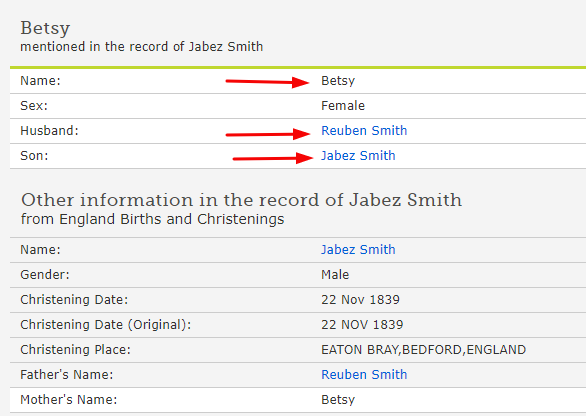 Betsy
mentioned in the record of Jabez Smith
Name: Betsy
Sex: Female
Husband: Reuben Smith
Son: Jabez Smith
Other information in the record of Jabez Smith
from England Births and Christenings
Name: Jabez Smith
Gender: Male
Christening Date: 22 Nov 1839
Christening Date (Original): 22 NOV 1839
Christening Place: EATON BRAY,BEDFORD,ENGLAND
Father's Name: Reuben Smith
Mother's Name: Betsy